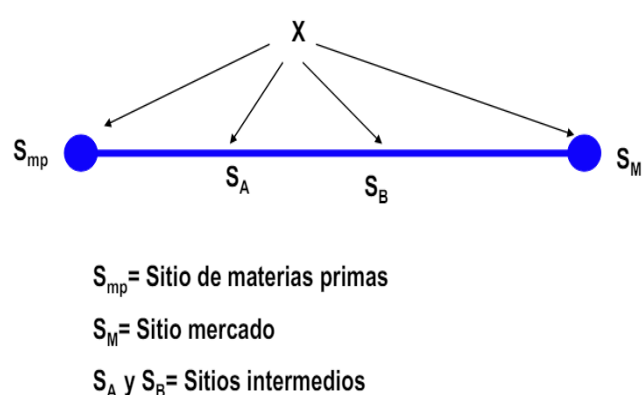 X
Smp
SM
SA
SB
Smp= Sitio de materias primas
SM= Sitio mercado
SA y SB= Sitios intermedios